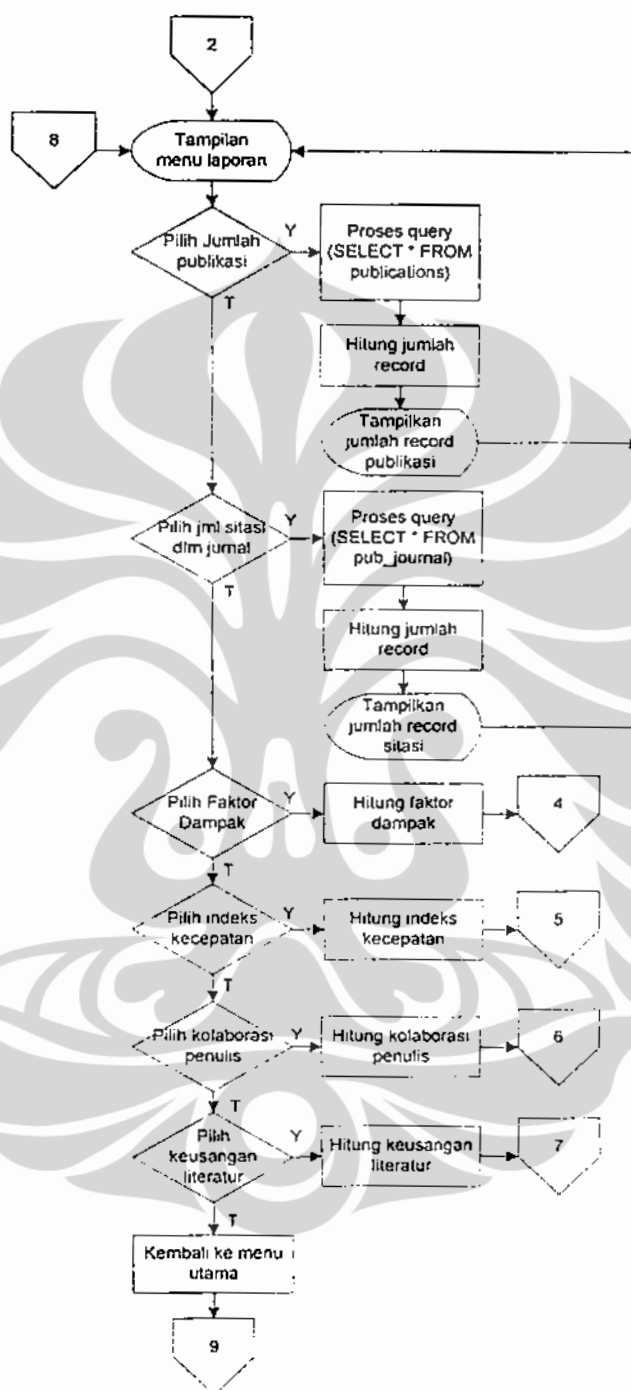 2
8
Tampilan
menu laporan
Pilih Jumlah
publikasi
Y
T
Proses query
(SELECT * FROM
publications)
Hitung jumlah
record
Tampilkan
jumlah record
publikasi
Pilih jml sitasi
dlm jurnal
Y
T
Proses query
(SELECT * FROM
pub_journal)
Hitung jumlah
record
Tampilkan
jumlah record
sitasi
Pilih Faktor
Dampak
Y
T
Hitung faktor
dampak
4
Pilih indeks
kecepatan
Y
T
Hitung indeks
kecepatan
5
Pilih kolaborasi
penulis
Y
T
Hitung kolaborasi
penulis
6
Pilih
keusangan
literatur
Y
T
Hitung keusangan
literatur
7
Kembali ke menu
utama
9